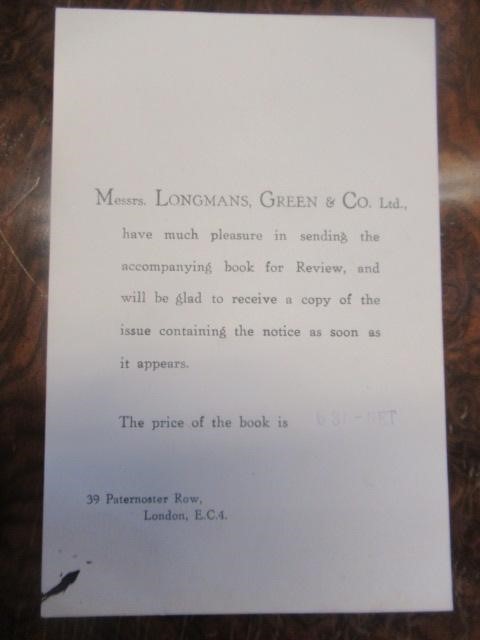 Messrs. LONGMANS, GREEN & CO. Ltd.,
have much pleasure in sending the
accompanying book for Review, and
will be glad to receive a copy of the
issue containing the notice as soon as
it appears.
The price of the book is NET
39 Paternoster Row,
London, E.C.4.